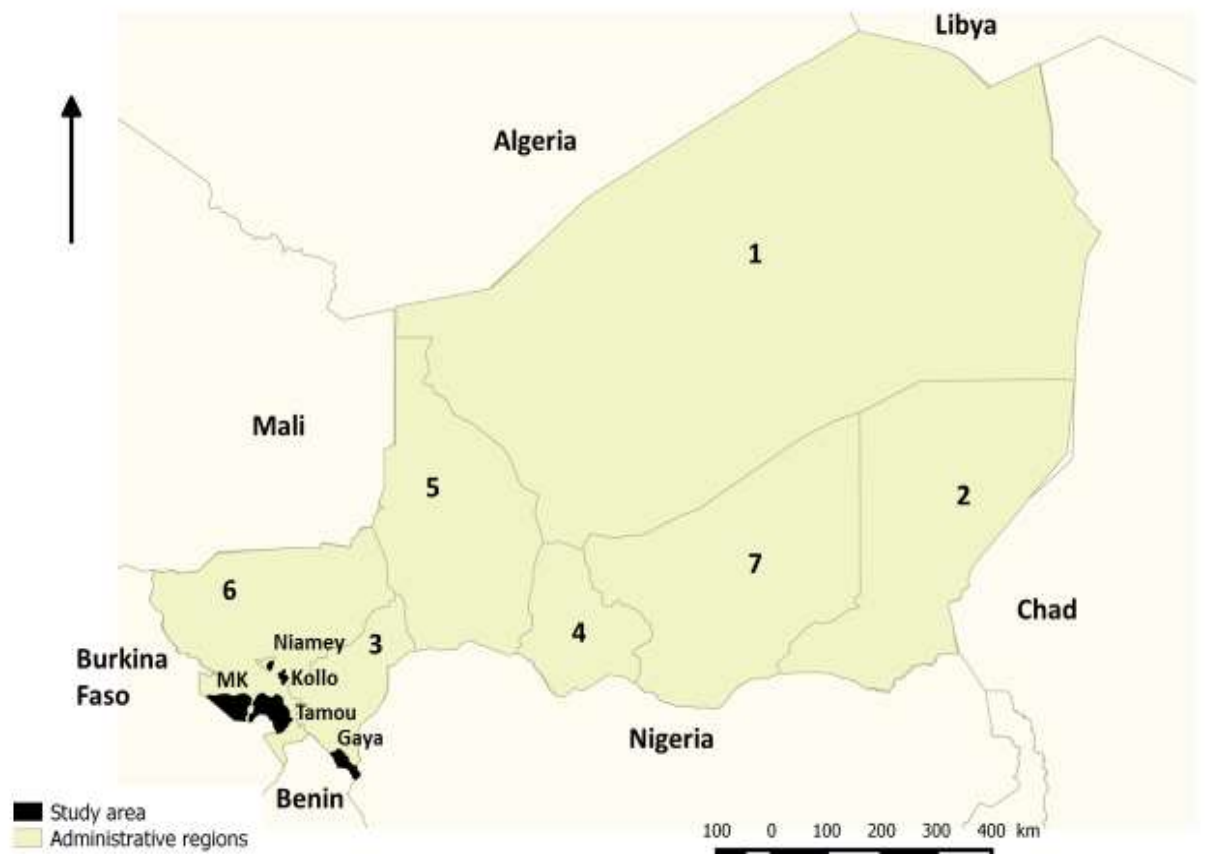 Libya
Algeria
1
Mali
5
2
6
7
Chad
4
3
Niamey
Burkina
Faso
MK
Kollo
Tamou
Gaya
Nigeria
Benin
Study area
Administrative regions
100 0 100 200 300 400 km